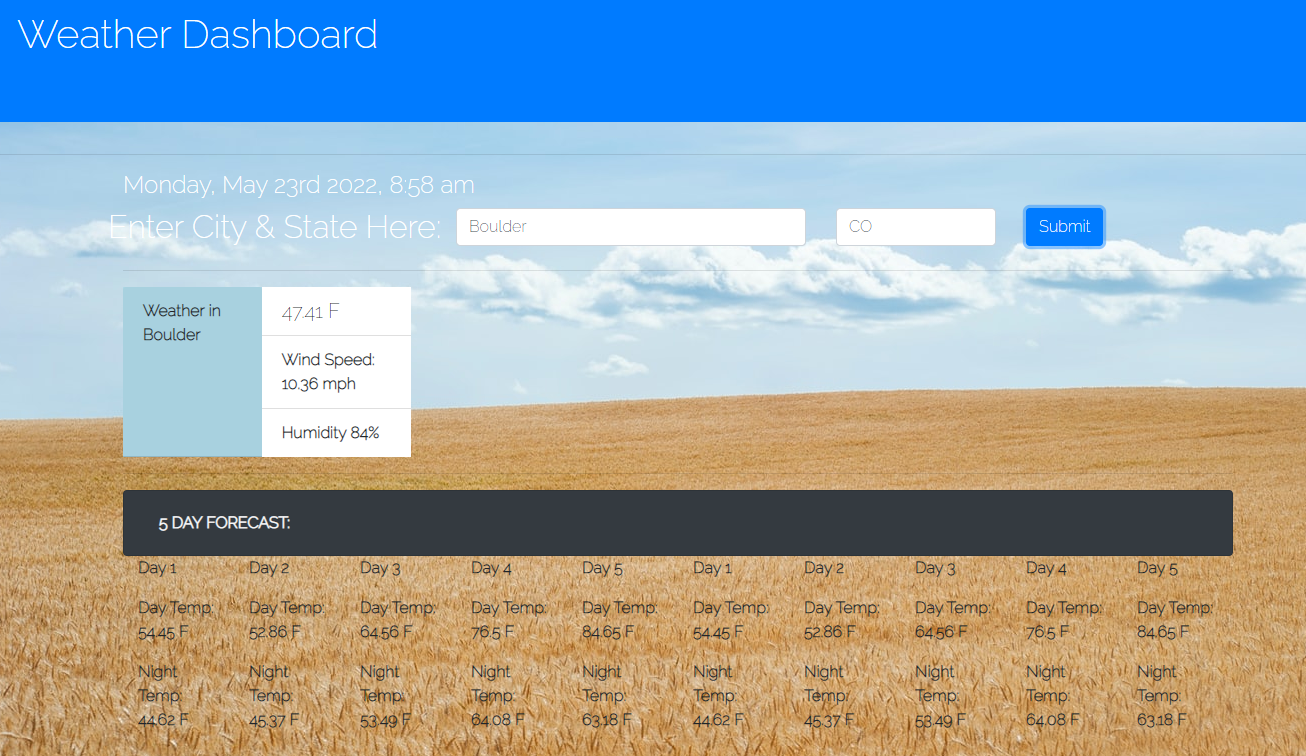 Weather Dashboard
Monday, May 23rd 2022, 8:58 am
Enter City & State Here: Boulder CO Submit
Weather in
Boulder
47.41 F
Wind Speed:
10.36 mph
Humidity 84%
5 DAY FORECAST:
Day 1 Day 2 Day 3 Day 4 Day 5 Day 1 Day 2 Day 3 Day 4 Day 5
Day Temp: Day Temp: Day Temp: Day Temp: Day Temp: Day Temp: Day Temp: Day Temp: Day Temp: Day Temp:
54.45 F 52.86 F 64.56 F 76.5 F 84.65 F 54.45 F 52.86 F 64.56 F 76.5 F 84.65 F
Night Night Night Night Night Night Night Night Night Night
Temp: Temp: Temp: Temp: Temp: Temp: Temp: Temp: Temp: Temp:
44.62 F 45.37 F 53.49 F 64.08 F 63.18 F 44.62 F 45.37 F 53.49 F 64.08 F 63.18 F